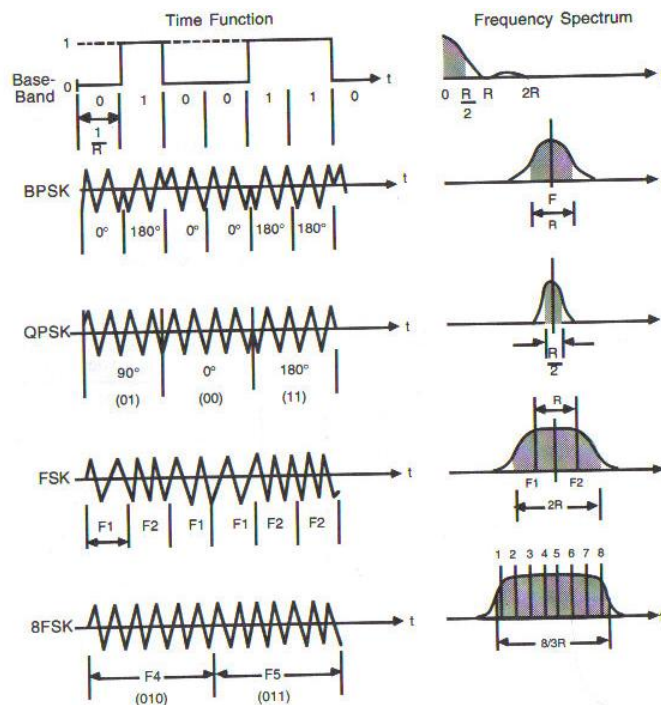 Time Function
Frequency Spectrum
Base-
Band
1
0
t
0 1 0 0 1 1 0
1
R
0 R R 2R
2
BPSK
t
0° 180° 0° 0° 180° 180°
F
R
QPSK
t
90° 0° 180°
(01) (00) (11)
R
2
FSK
t
F1 F2 F1 F1 F2 F2
R
F1 F2
2R
8FSK
t
F4 F5
(010) (011)
1 2 3 4 5 6 7 8
8/3R